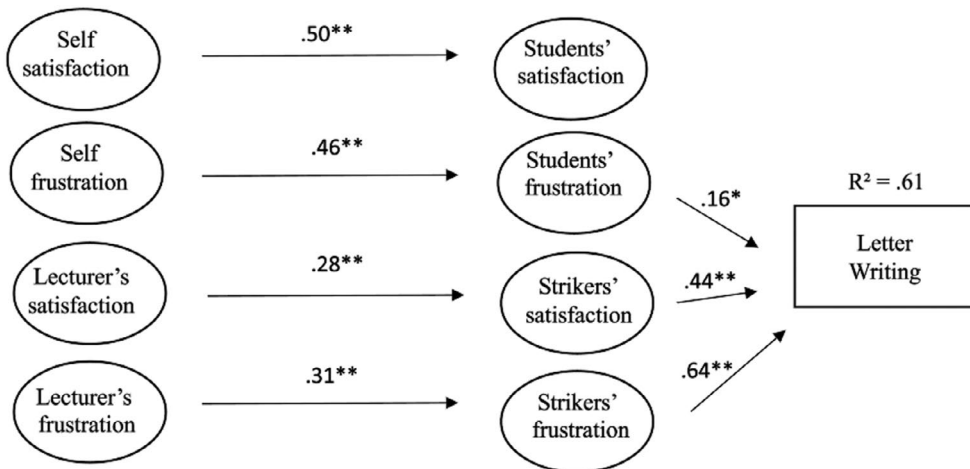 Self
satisfaction
.50**
Students’
satisfaction
Self
frustration
.46**
Students’
frustration
.16*
R² = .61
Letter
Writing
Lecturer’s
satisfaction
.28**
Strikers’
satisfaction
.44**
Lecturer’s
frustration
.31**
Strikers’
frustration
.64**